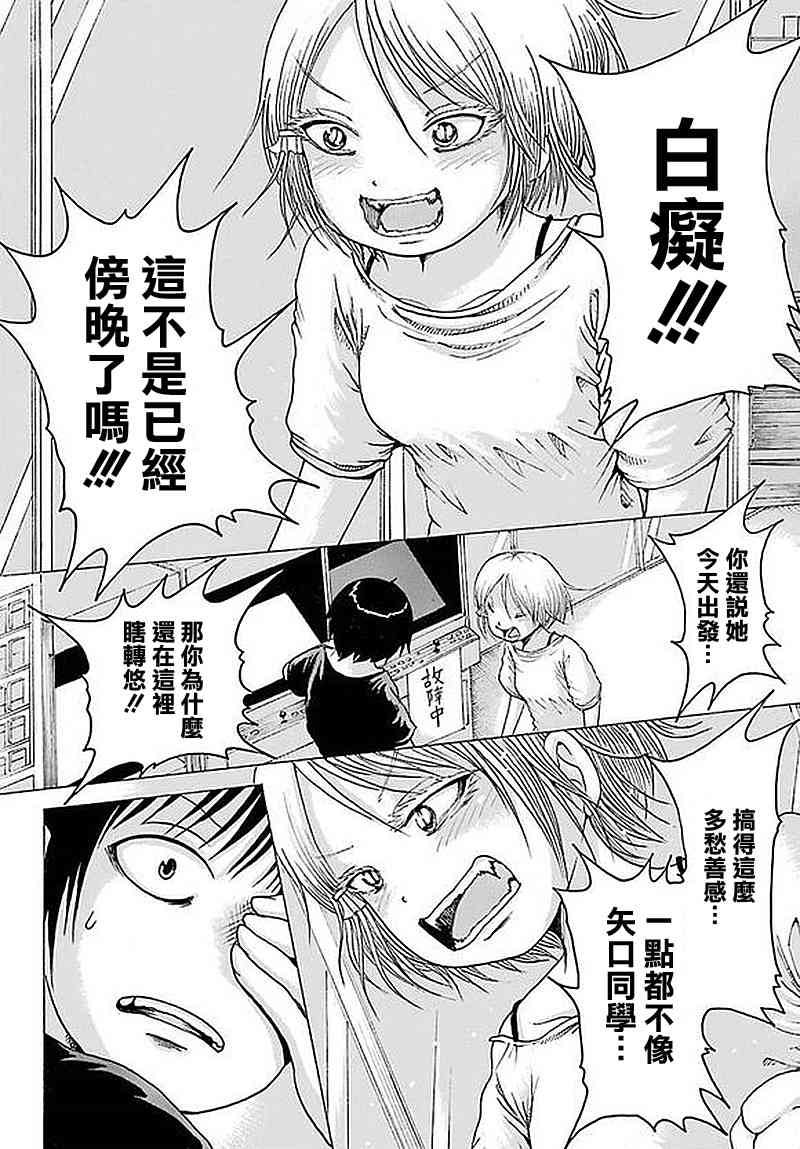 白癡!!!
這不是已經
傍晚了嗎!!!
你還説她
今天出發…
故障中
那你為什麼
還在這裡
瞎轉悠!!
搞得這麼
多愁善感…
一點都不像
矢口同學…